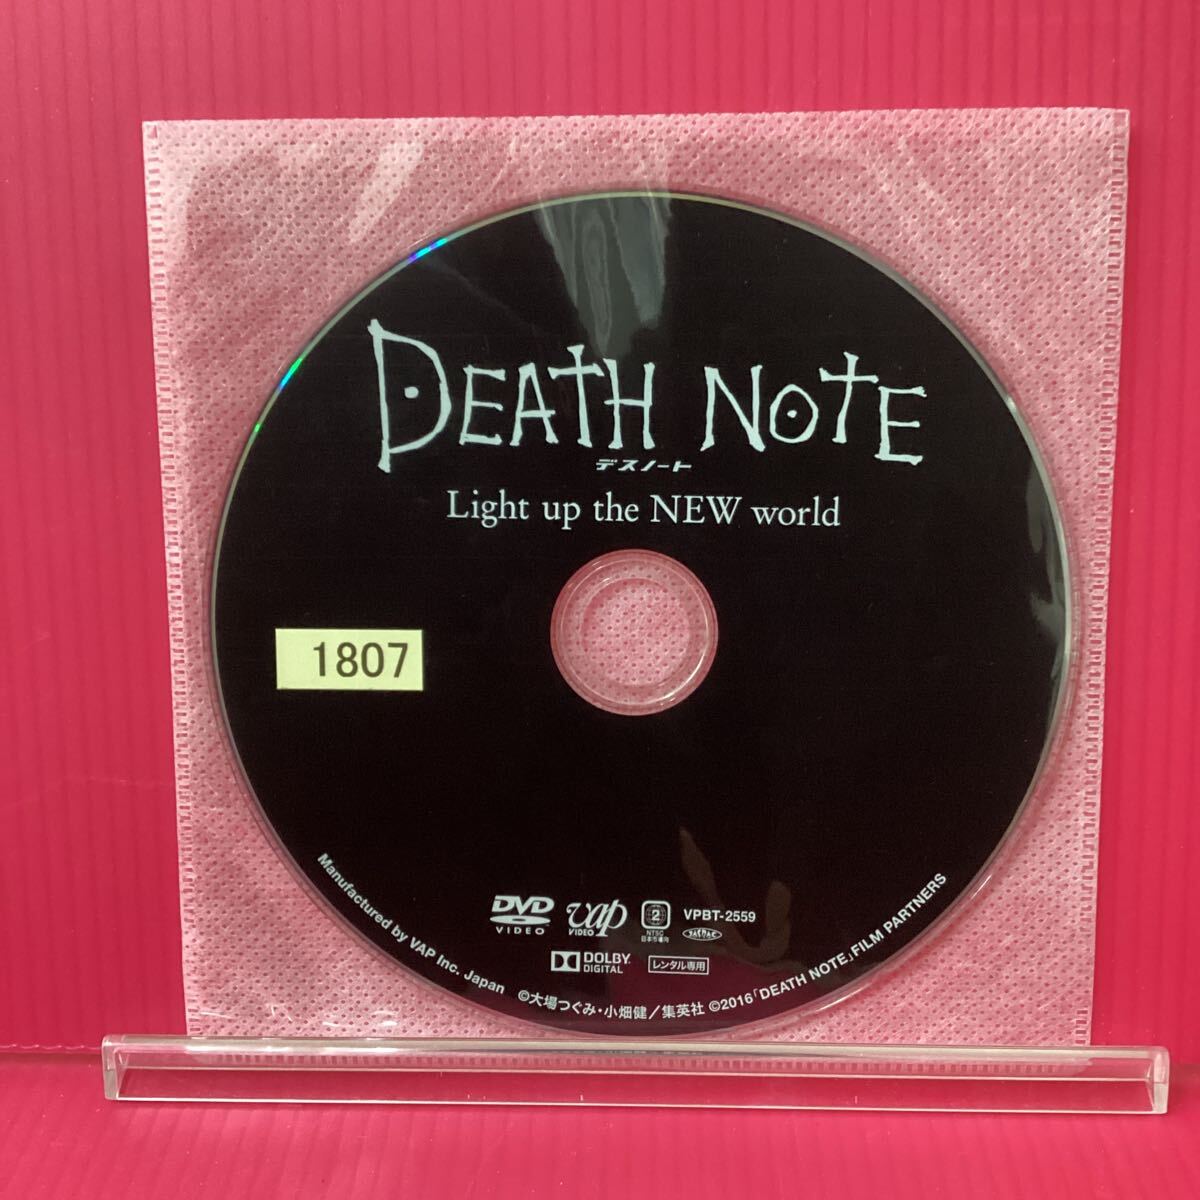 DEATH NOTE
デスノート
Light up the NEW world
1807
DVD VIDEO
vap VIDEO
2
NTSC
日本市場向
VPBT-2559
DOLBY DIGITAL
レンタル専用
Manufactured by VAP Inc. Japan
©大場つぐみ・小畑健／集英社 ©2016「DEATH NOTE」FILM PARTNERS